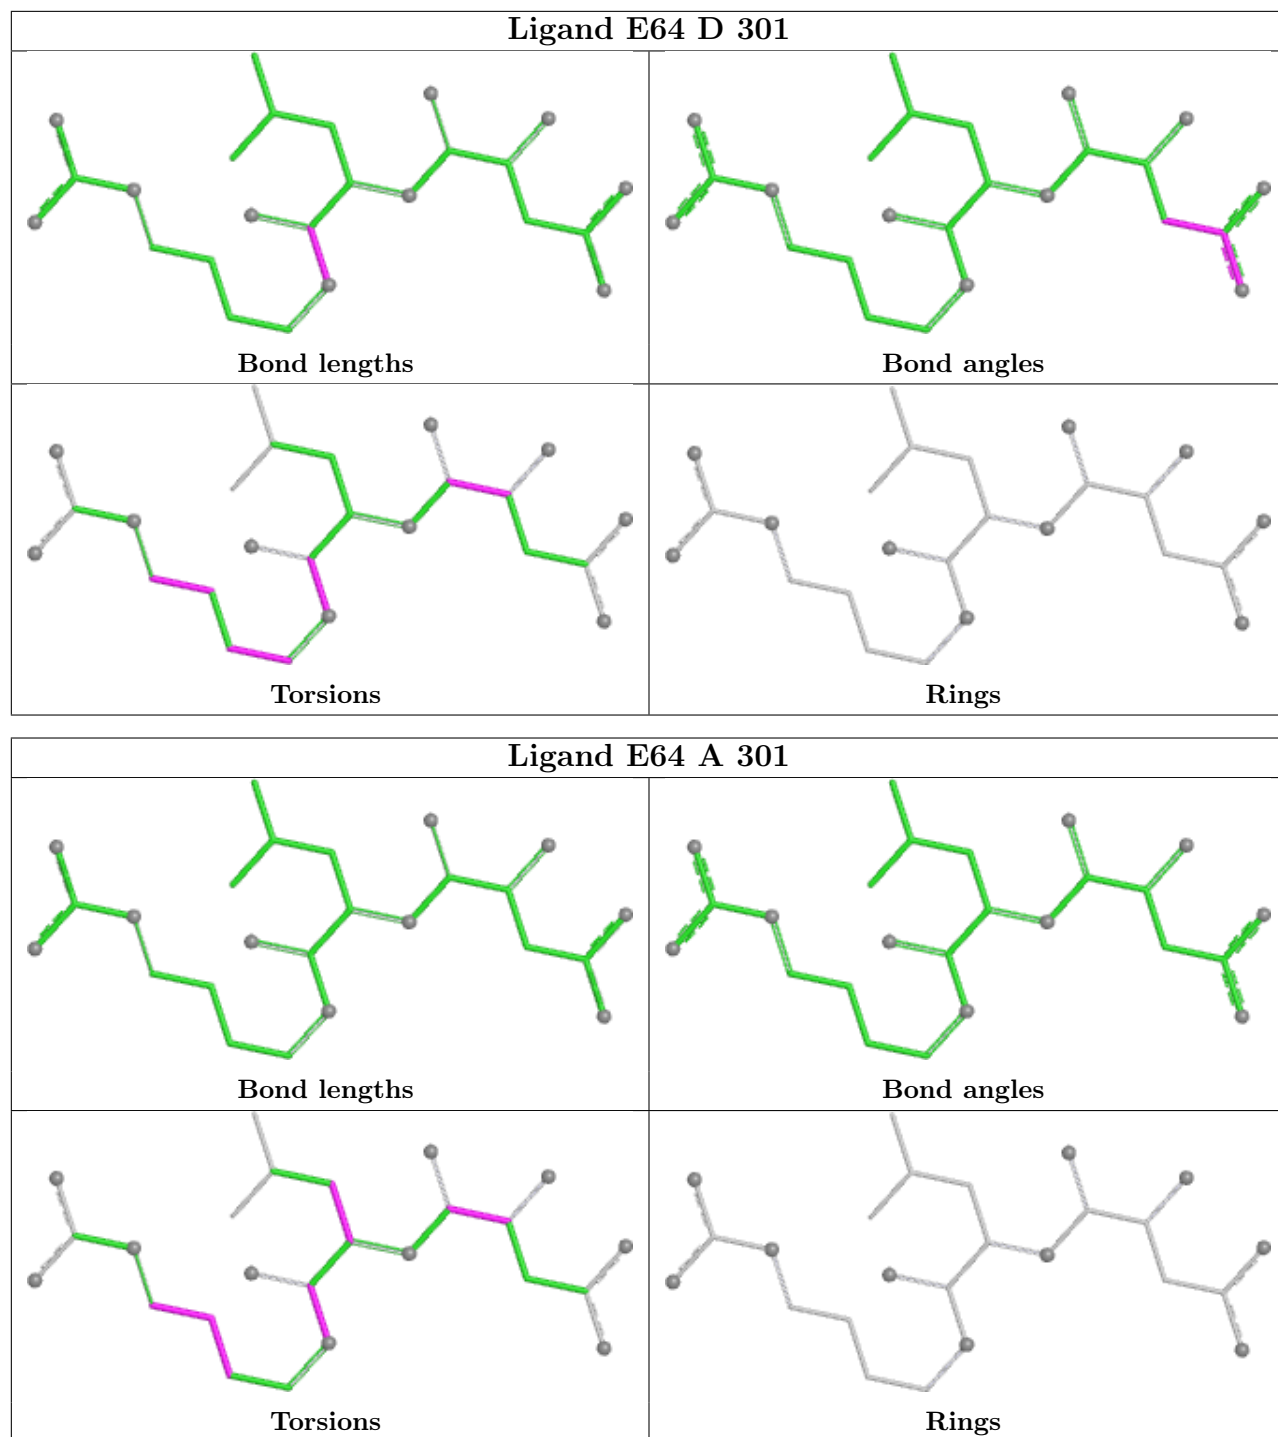 Ligand E64 D 301
Bond lengths
Bond angles
Torsions
Rings
Ligand E64 A 301
Bond lengths
Bond angles
Torsions
Rings